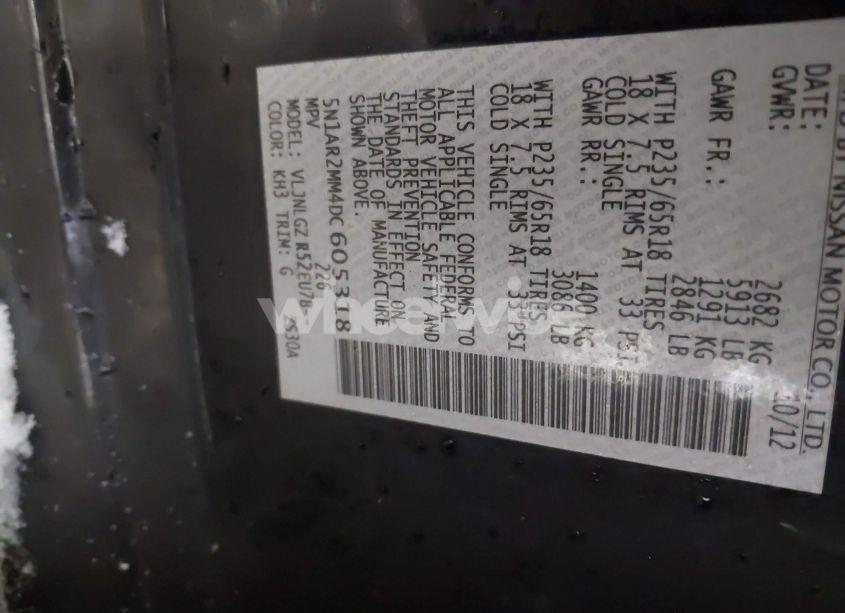 MFD BY NISSAN MOTOR CO., LTD.
DATE: 10/12
GVWR: 2682 KG
5913 LB
GAWR FR.: 1291 KG
2846 LB
WITH P235/65R18 TIRES
18 X 7.5 RIMS AT 33 PSI
COLD SINGLE
GAWR RR.: 1400 KG
3086 LB
WITH P235/65R18 TIRES
18 X 7.5 RIMS AT 33 PSI
COLD SINGLE
THIS VEHICLE CONFORMS TO
ALL APPLICABLE FEDERAL
MOTOR VEHICLE SAFETY AND
THEFT PREVENTION
STANDARDS IN EFFECT ON
THE DATE OF MANUFACTURE
SHOWN ABOVE.
5N1AR2MM4DC605318
MPV 226
MODEL: VLJNLGZ R52EU7B
COLOR: KH3 TRIM: G